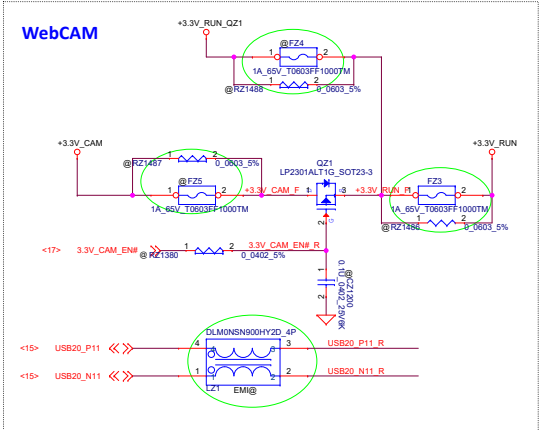 WebCAM
+3.3V_RUN_QZ1
@FZ4
1 2
1A_65V_T0603FF1000TM
1 2
@RZ1488 0_0603_5%
+3.3V_CAM
1 2
@RZ1487 0_0603_5%
@FZ5
1 2
+3.3V_CAM_F
1A_65V_T0603FF1000TM
QZ1
LP2301ALT1G_SOT23-3
1 3
2
+3.3V_RUN
+3.3V_RUN_R
FZ3
1 2
1A_65V_T0603FF1000TM
1 2
@RZ1486 0_0603_5%
<17> 3.3V_CAM_EN#
1 2
3.3V_CAM_EN#_R
@RZ1380 0_0402_5%
1
2
@CZ1200
0.1U_0402_25V6K
DLM0NSN900HY2D_4P
<15> USB20_P11
4 3
USB20_P11_R
<15> USB20_N11
1 2
USB20_N11_R
LZ1 EMI@